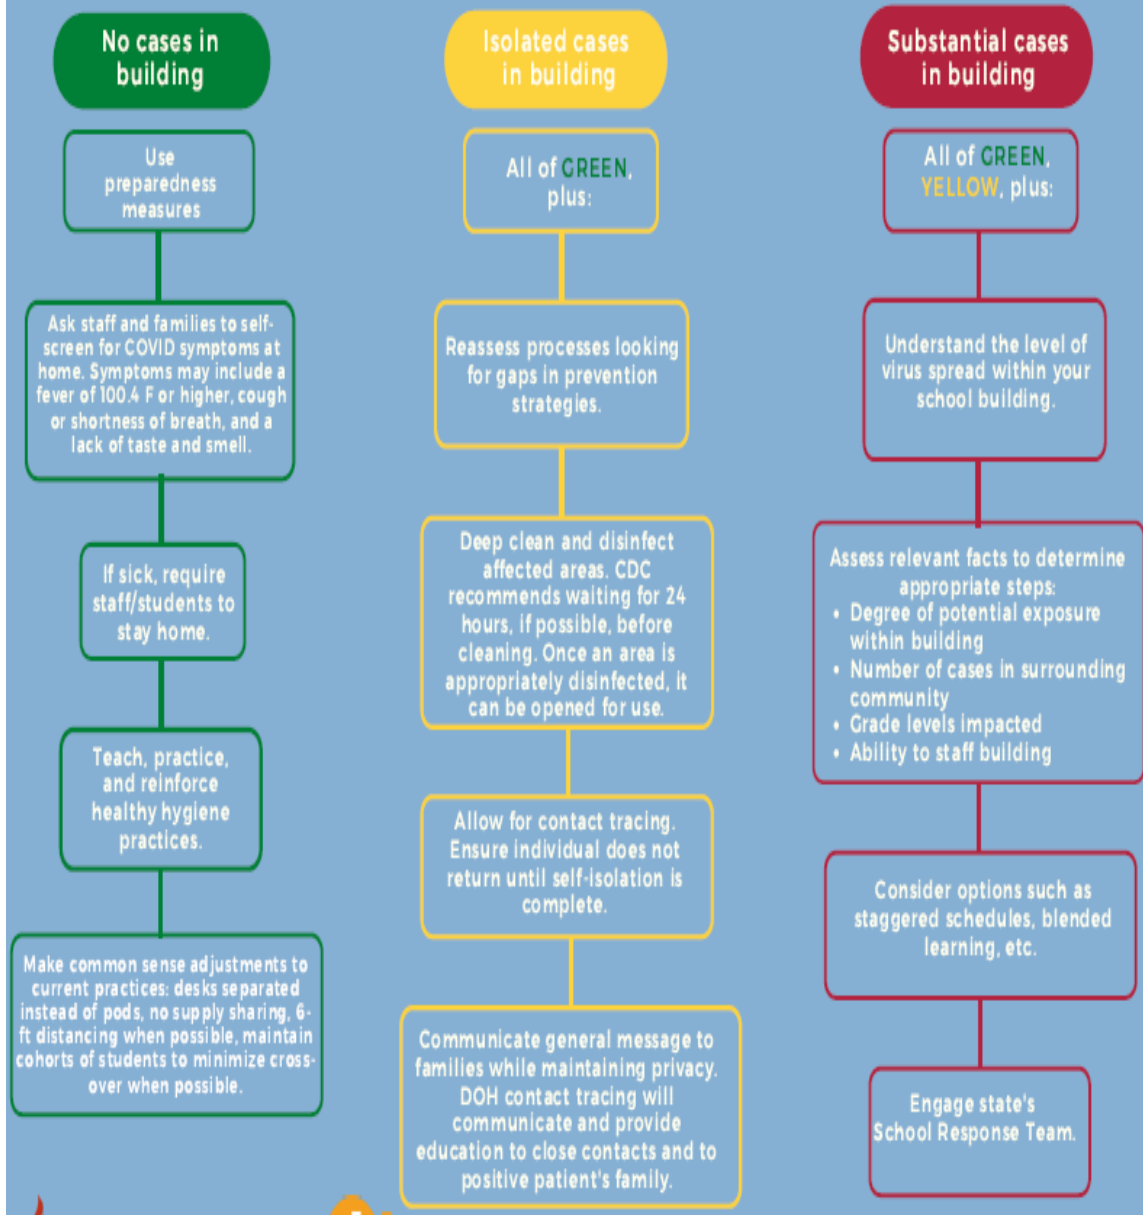 No cases in
building
Use
preparedness
measures
Ask staff and families to self-
screen for COVID symptoms at
home. Symptoms may include a
fever of 100.4 F or higher, cough
or shortness of breath, and a
lack of taste and smell.
If sick, require
staff/students to
stay home.
Teach, practice,
and reinforce
healthy hygiene
practices.
Make common sense adjustments to
current practices: desks separated
instead of pods, no supply sharing, 6-
ft distancing when possible, maintain
cohorts of students to minimize cross-
over when possible.
Isolated cases
in building
All of GREEN,
plus:
Reassess processes looking
for gaps in prevention
strategies.
Deep clean and disinfect
affected areas. CDC
recommends waiting for 24
hours, if possible, before
cleaning. Once an area is
appropriately disinfected, it
can be opened for use.
Allow for contact tracing.
Ensure individual does not
return until self-isolation is
complete.
Communicate general message to
families while maintaining privacy.
DOH contact tracing will
communicate and provide
education to close contacts and to
positive patient's family.
Substantial cases
in building
All of GREEN,
YELLOW, plus:
Understand the level of
virus spread within your
school building.
Assess relevant facts to determine
appropriate steps:
• Degree of potential exposure
within building
• Number of cases in surrounding
community
• Grade levels impacted
• Ability to staff building
Consider options such as
staggered schedules, blended
learning, etc.
Engage state's
School Response Team.